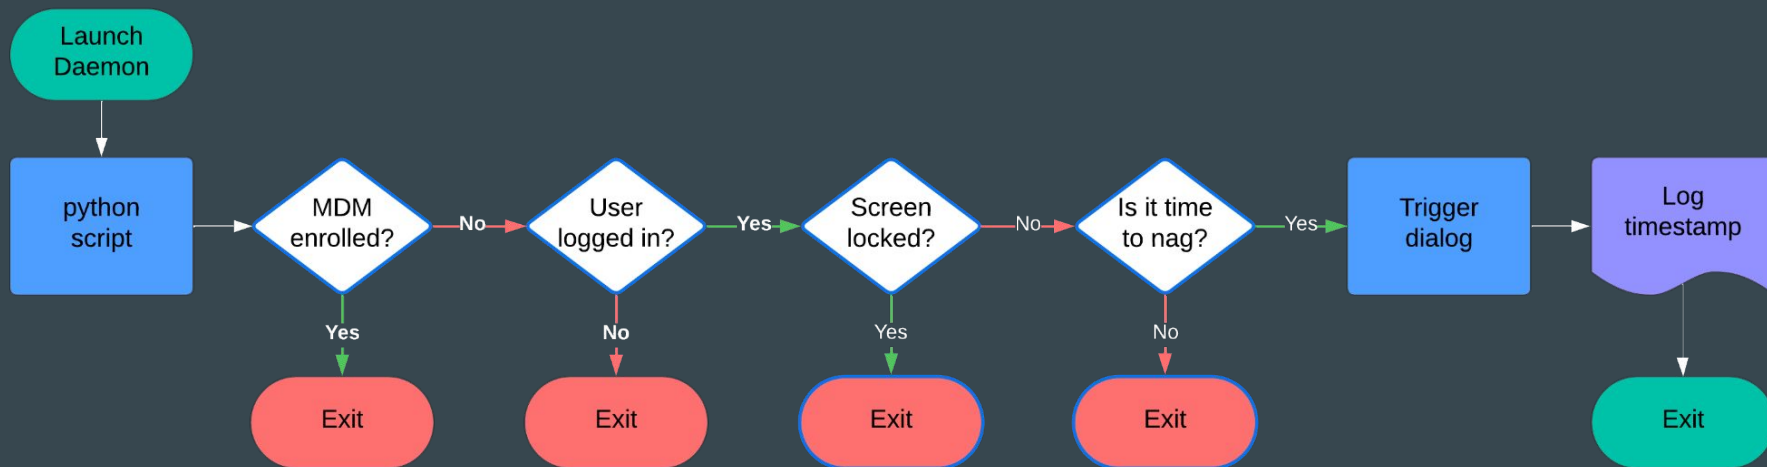 Launch
Daemon
python
script
MDM
enrolled?
No
User
logged in?
Yes
Screen
locked?
No
Is it time
to nag?
Yes
Trigger
dialog
Log
timestamp
Yes
No
Yes
No
Exit
Exit
Exit
Exit
Exit